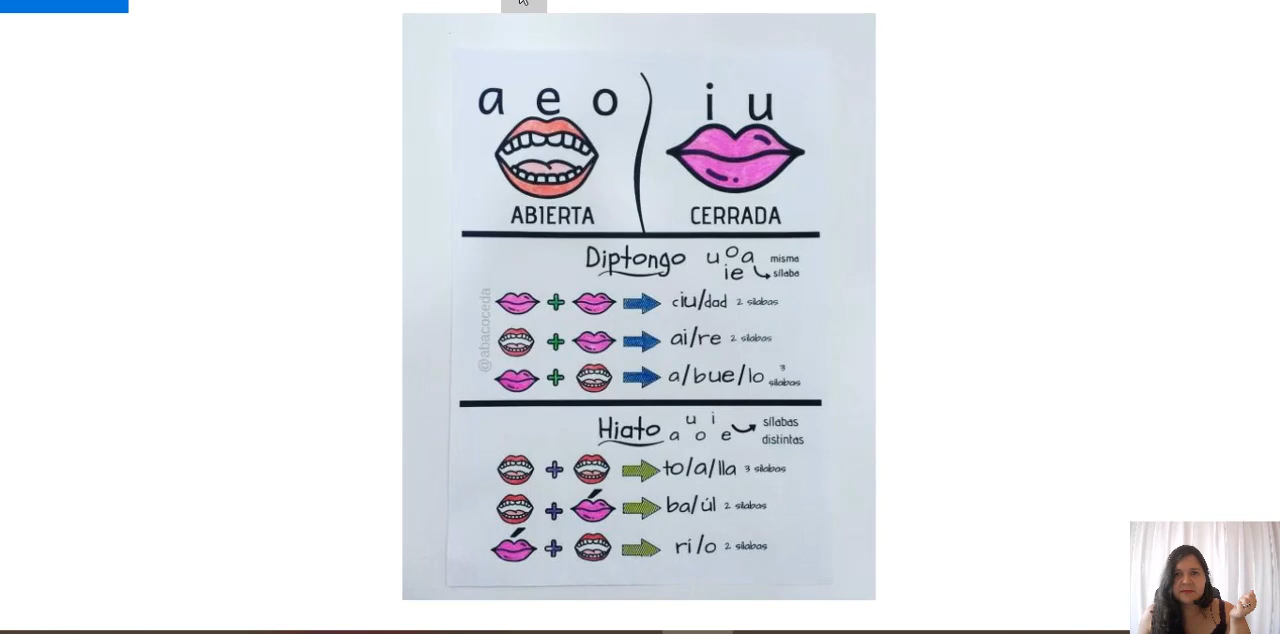 a e o
i u
ABIERTA
CERRADA
Diptongo u o a ie misma sílaba
@abacoceda
ciu/dad 2 sílabas
ai/re 2 sílabas
a/bue/lo 3 sílabas
Hiato a u o i e sílabas distintas
to/a/lla 3 sílabas
ba/úl 2 sílabas
rí/o 2 sílabas